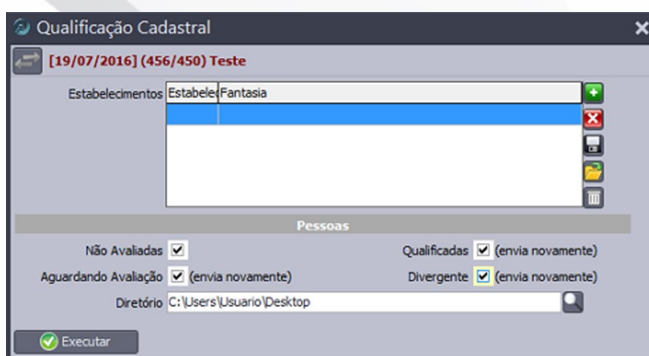 Qualificação Cadastral
[19/07/2016] (456/450) Teste
Estabelecimentos Estabelec Fantasia
Pessoas
Não Avaliadas Qualificadas (envia novamente)
Aguardando Avaliação (envia novamente) Divergente (envia novamente)
Diretório C:\Users\Usuario\Desktop
Executar